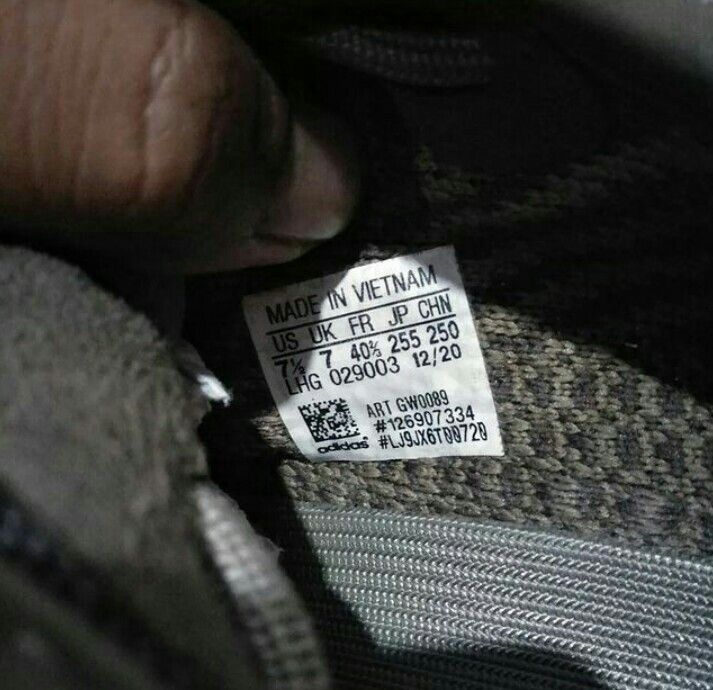 MADE IN VIETNAM
US UK FR JP CHN
7½ 7 40⅔ 255 250
LHG 029003 12/20
ART GW0089
#126907334
adidas #LJ9JX6T00720